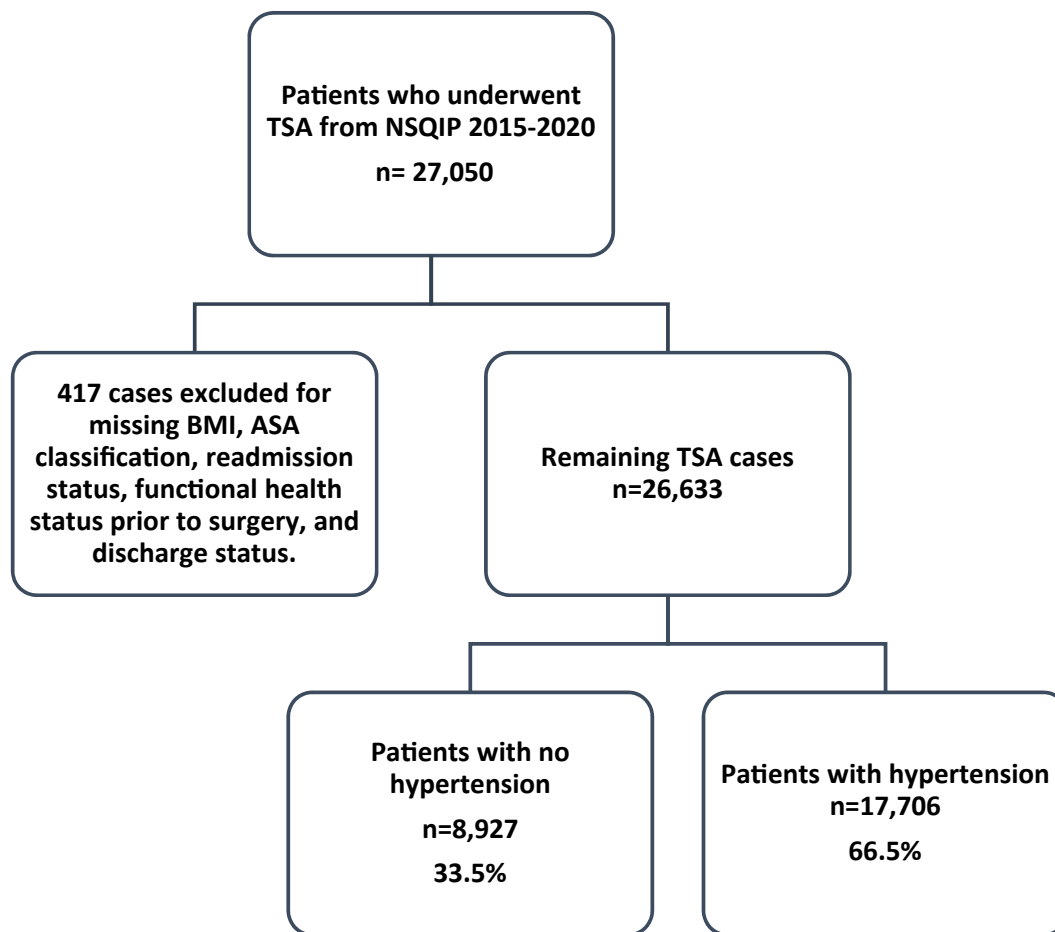 Patients who underwent
TSA from NSQIP 2015-2020
n= 27,050
417 cases excluded for
missing BMI, ASA
classification, readmission
status, functional health
status prior to surgery, and
discharge status.
Remaining TSA cases
n=26,633
Patients with no
hypertension
n=8,927
33.5%
Patients with hypertension
n=17,706
66.5%